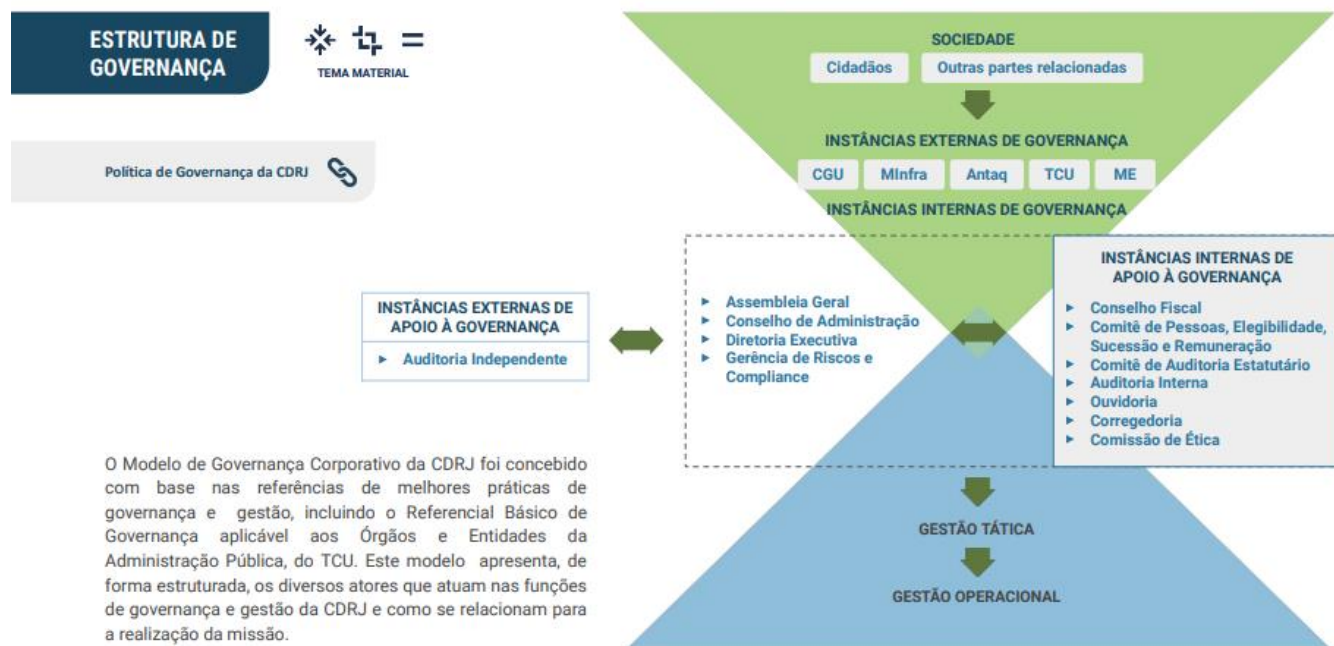 ESTRUTURA DE
GOVERNANÇA
TEMA MATERIAL
Política de Governança da CDRJ
SOCIEDADE
Cidadãos
Outras partes relacionadas
INSTÂNCIAS EXTERNAS DE GOVERNANÇA
CGU
MInfra
Antaq
TCU
ME
INSTÂNCIAS INTERNAS DE GOVERNANÇA
INSTÂNCIAS EXTERNAS DE
APOIO À GOVERNANÇA
► Auditoria Independente
► Assembleia Geral
► Conselho de Administração
► Diretoria Executiva
► Gerência de Riscos e
Compliance
INSTÂNCIAS INTERNAS DE
APOIO À GOVERNANÇA
► Conselho Fiscal
► Comitê de Pessoas, Elegibilidade,
Sucessão e Remuneração
► Comitê de Auditoria Estatutário
► Auditoria Interna
► Ouvidoria
► Corregedoria
► Comissão de Ética
GESTÃO TÁTICA
GESTÃO OPERACIONAL
O Modelo de Governança Corporativo da CDRJ foi concebido
com base nas referências de melhores práticas de
governança e gestão, incluindo o Referencial Básico de
Governança aplicável aos Órgãos e Entidades da
Administração Pública, do TCU. Este modelo apresenta, de
forma estruturada, os diversos atores que atuam nas funções
de governança e gestão da CDRJ e como se relacionam para
a realização da missão.